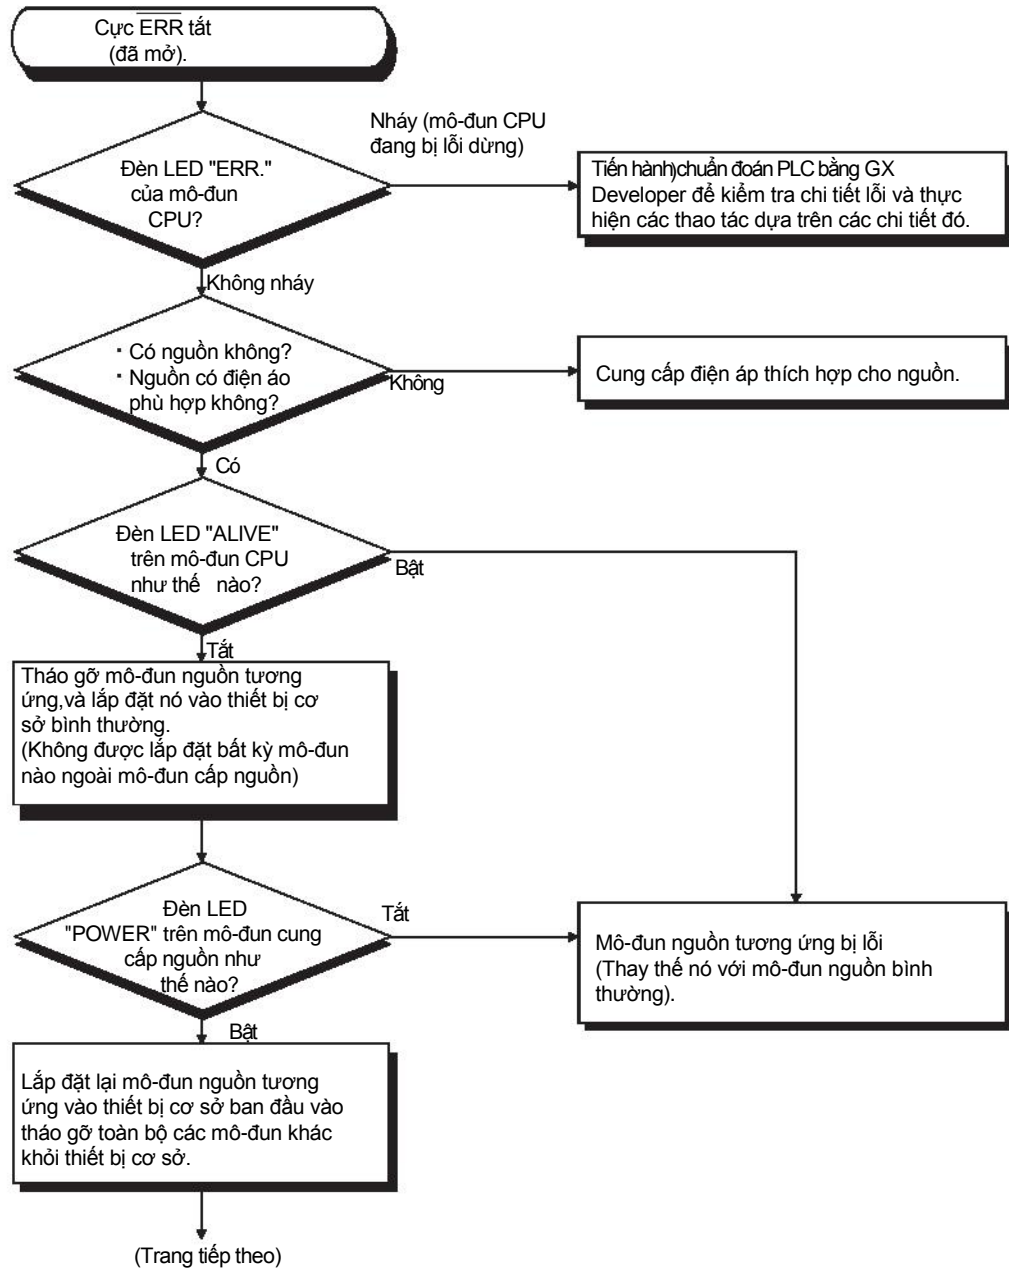 Cực ERR tắt
(đã mở).
Nháy (mô-đun CPU
đang bị lỗi dừng)
Đèn LED "ERR."
của mô-đun
CPU?
Tiến hành)chuẩn đoán PLC bằng GX
Developer để kiểm tra chi tiết lỗi và thực
hiện các thao tác dựa trên các chi tiết đó.
Không nháy
· Có nguồn không?
· Nguồn có điện áo
phù hợp không?
Không
Cung cấp điện áp thích hợp cho nguồn.
Có
Đèn LED "ALIVE"
trên mô-đun CPU
như thế nào?
Bật
Tắt
Tháo gỡ mô-đun nguồn tương
ứng,và lắp đặt nó vào thiết bị cơ
sở bình thường.
(Không được lắp đặt bất kỳ mô-đun
nào ngoài mô-đun cấp nguồn)
Đèn LED
"POWER" trên mô-đun cung
cấp nguồn như
thế nào?
Tắt
Mô-đun nguồn tương ứng bị lỗi
(Thay thế nó với mô-đun nguồn bình
thường).
Bật
Lắp đặt lại mô-đun nguồn tương
ứng vào thiết bị cơ sở ban đầu vào
tháo gỡ toàn bộ các mô-đun khác
khỏi thiết bị cơ sở.
(Trang tiếp theo)